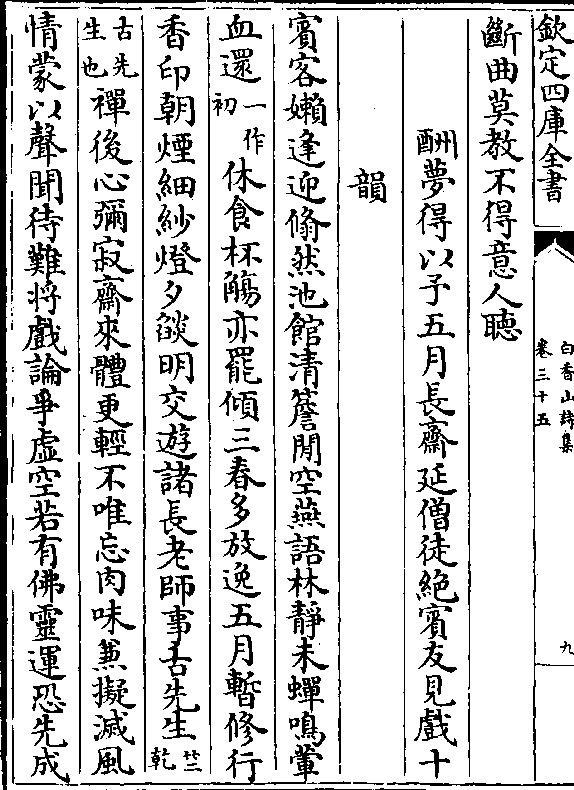 欽定四庫全書
白香山詩集
卷三十五
九
斷曲莫教不得意人聽
酬夢得以予五月長齋延僧徒絶賓友見戲十
韻
賓客嬾逢迎翛然池館清簷閒空燕語林靜未蟬鳴葷
血還一作初休食杯觴亦罷傾三春多放逸五月暫修行
香印朝煙細紗燈夕燄明交遊諸長老師事古先生竺乾
古先生也禪後心彌寂齋來體更輕不唯忘肉味兼擬滅風
情蒙以聲聞待難將戲論爭虛空若有佛靈運恐先成